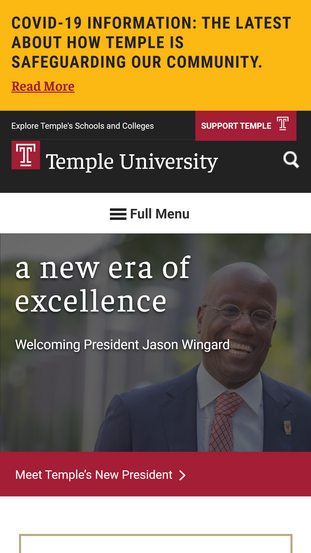 COVID-19 INFORMATION: THE LATEST
ABOUT HOW TEMPLE IS
SAFEGUARDING OUR COMMUNITY.
Read More
Explore Temple's Schools and Colleges
SUPPORT TEMPLE
Temple University
Full Menu
a new era of
excellence
Welcoming President Jason Wingard
Meet Temple's New President